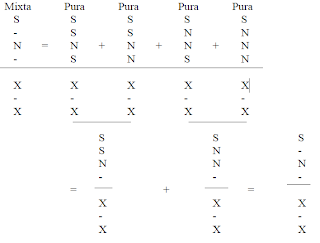 Mixta Pura Pura Pura Pura
S S S S S
- S S N N
N = N + N + N + N
- S N S N
X X X X X
- - - - -
X X X X X
S S S
S N -
N N N
- - -
= X + X = X
- - -
X X X